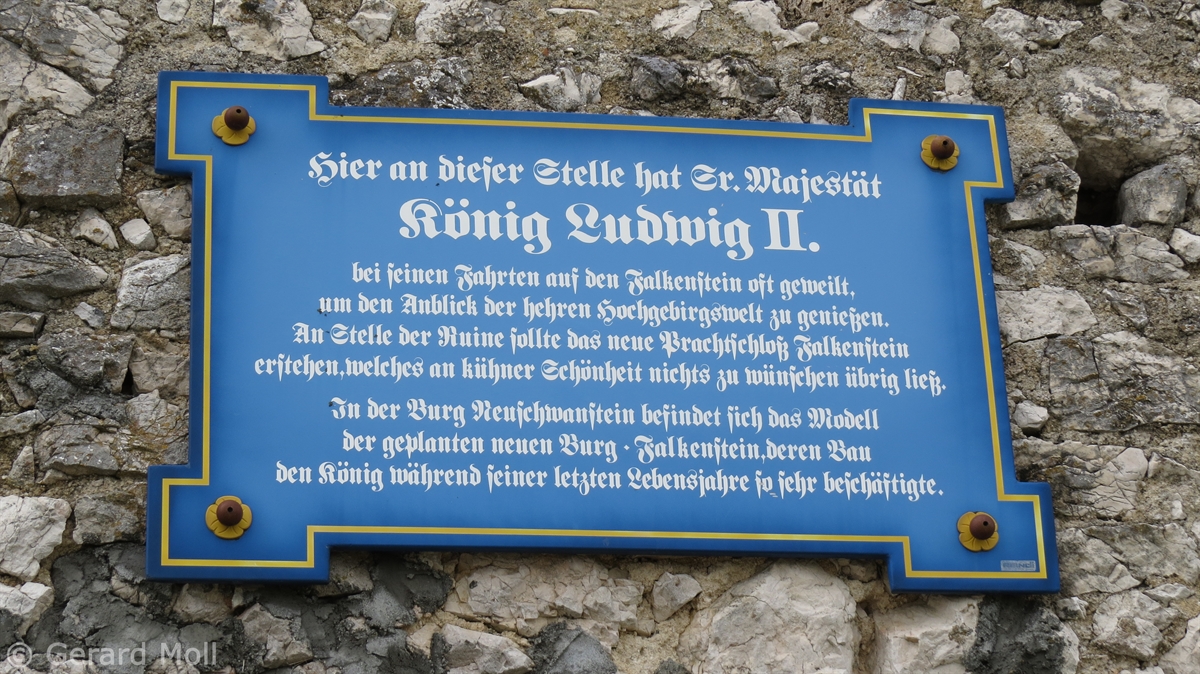 Hier an dieſer Stelle hat Sr. Majestät
König Ludwig II.
bei ſeinen Fahrten auf den Falkenſtein oft geweilt,
um den Anblick der hehren Hochgebirgswelt zu genießen.
An Stelle der Ruine ſollte das neue Prachtſchloß Falkenſtein
erſtehen, welches an kühner Schönheit nichts zu wünſchen übrig ließ.
In der Burg Neuſchwanſtein befindet ſich das Modell
der geplanten neuen Burg · Falkenſtein, deren Bau
den König während ſeiner letzten Lebensjahre ſo ſehr beſchäftigte.
© Gerard Moll